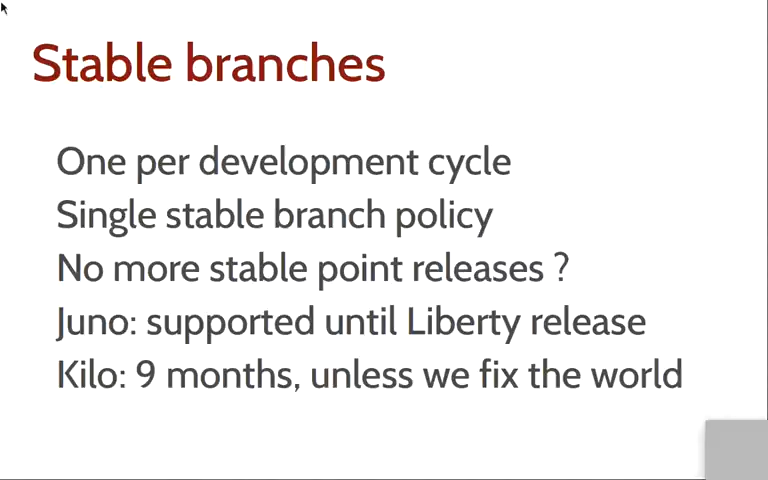 Stable branches
One per development cycle
Single stable branch policy
No more stable point releases ?
Juno: supported until Liberty release
Kilo: 9 months, unless we fix the world